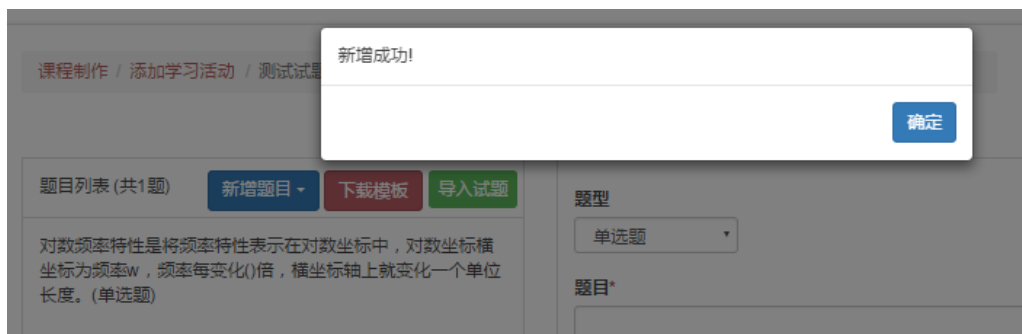 新增成功!
确定
课程制作 / 添加学习活动 / 测试试题
题目列表 (共1题)
新增题目
下载模板
导入试题
对数频率特性是将频率特性表示在对数坐标中，对数坐标横
坐标为频率w，频率每变化()倍，横坐标轴上就变化一个单位
长度。(单选题)
题型
单选题
题目*